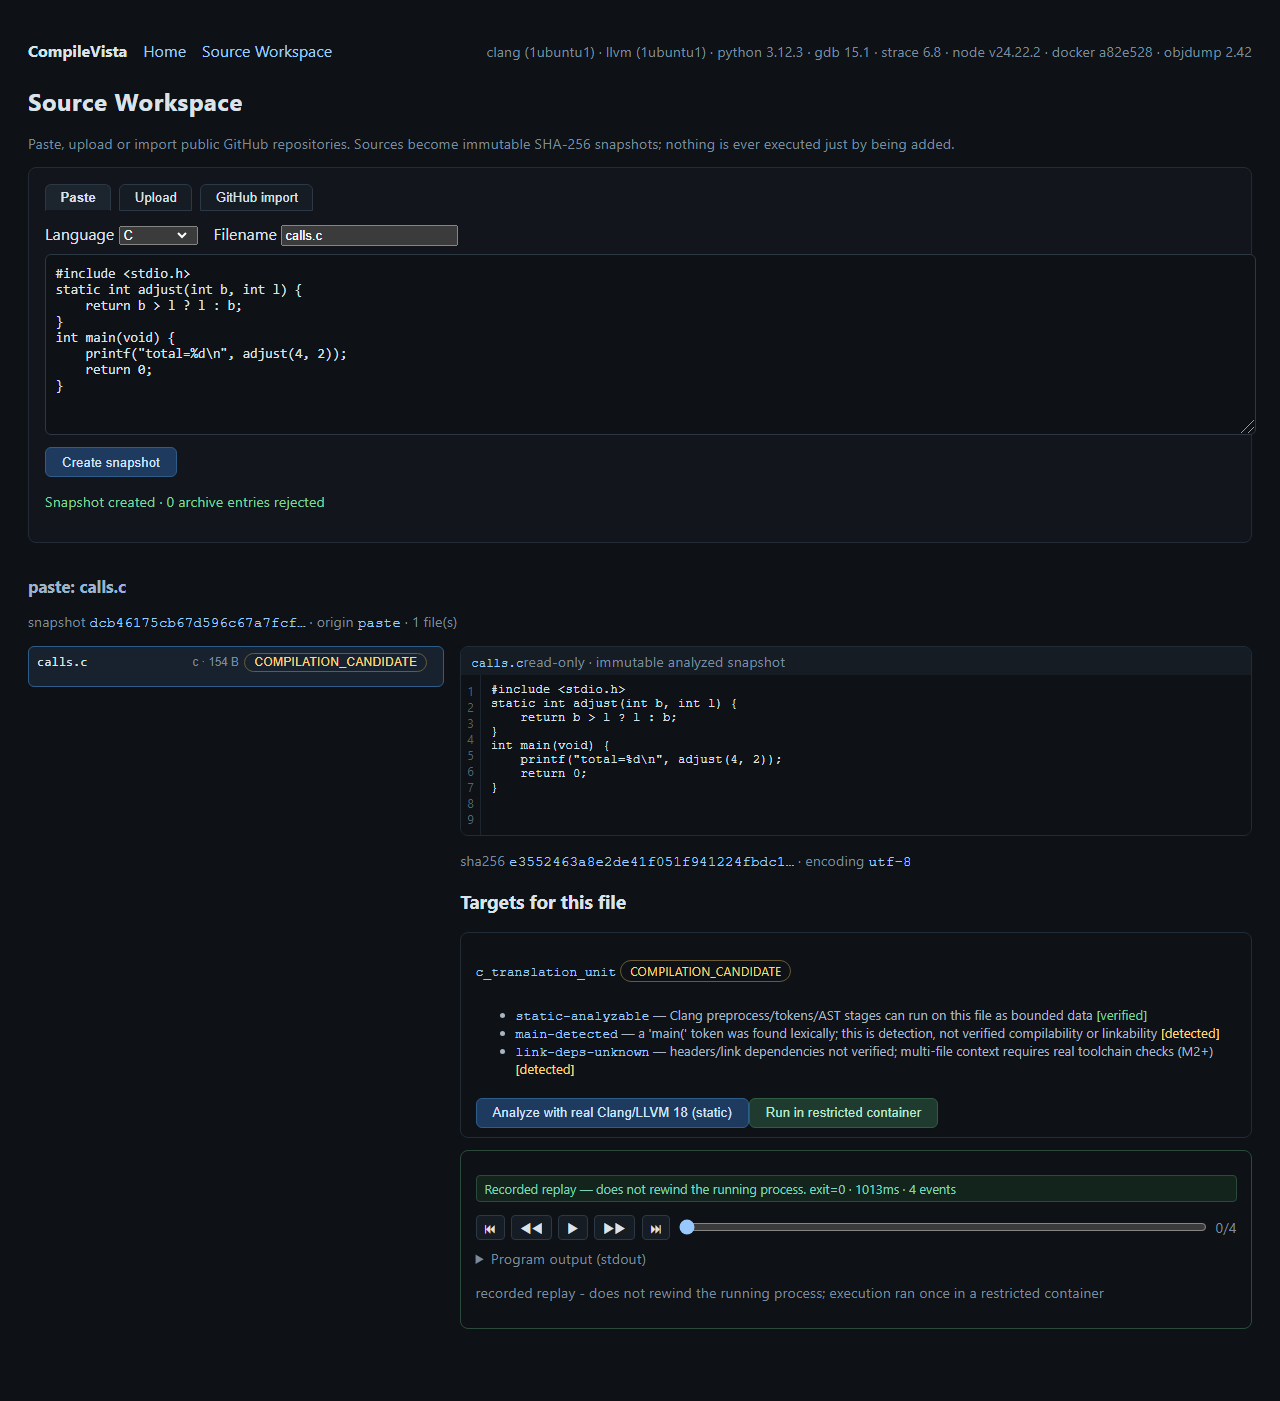 CompileVista Home Source Workspace clang (1ubuntu1) · llvm (1ubuntu1) · python 3.12.3 · gdb 15.1 · strace 6.8 · node v24.22.2 · docker a82e528 · objdump 2.42
Source Workspace
Paste, upload or import public GitHub repositories. Sources become immutable SHA-256 snapshots; nothing is ever executed just by being added.
Paste Upload GitHub import
Language C Filename calls.c
#include <stdio.h>
static int adjust(int b, int l) {
    return b > l ? l : b;
}
int main(void) {
    printf("total=%d\n", adjust(4, 2));
    return 0;
}
Create snapshot
Snapshot created · 0 archive entries rejected
paste: calls.c
snapshot dcb46175cb67d596c67a7fcf… · origin paste · 1 file(s)
calls.c c · 154 B COMPILATION_CANDIDATE
calls.cread-only · immutable analyzed snapshot
1 #include <stdio.h>
2 static int adjust(int b, int l) {
3     return b > l ? l : b;
4 }
5 int main(void) {
6     printf("total=%d\n", adjust(4, 2));
7     return 0;
8 }
9
sha256 e3552463a8e2de41f051f941224fbdc1… · encoding utf-8
Targets for this file
c_translation_unit COMPILATION_CANDIDATE
• static-analyzable — Clang preprocess/tokens/AST stages can run on this file as bounded data [verified]
• main-detected — a 'main(' token was found lexically; this is detection, not verified compilability or linkability [detected]
• link-deps-unknown — headers/link dependencies not verified; multi-file context requires real toolchain checks (M2+)
[detected]
Analyze with real Clang/LLVM 18 (static) Run in restricted container
Recorded replay — does not rewind the running process. exit=0 · 1013ms · 4 events
⏮ ◀◀ ▶ ▶▶ ⏭ 0/4
▶ Program output (stdout)
recorded replay - does not rewind the running process; execution ran once in a restricted container